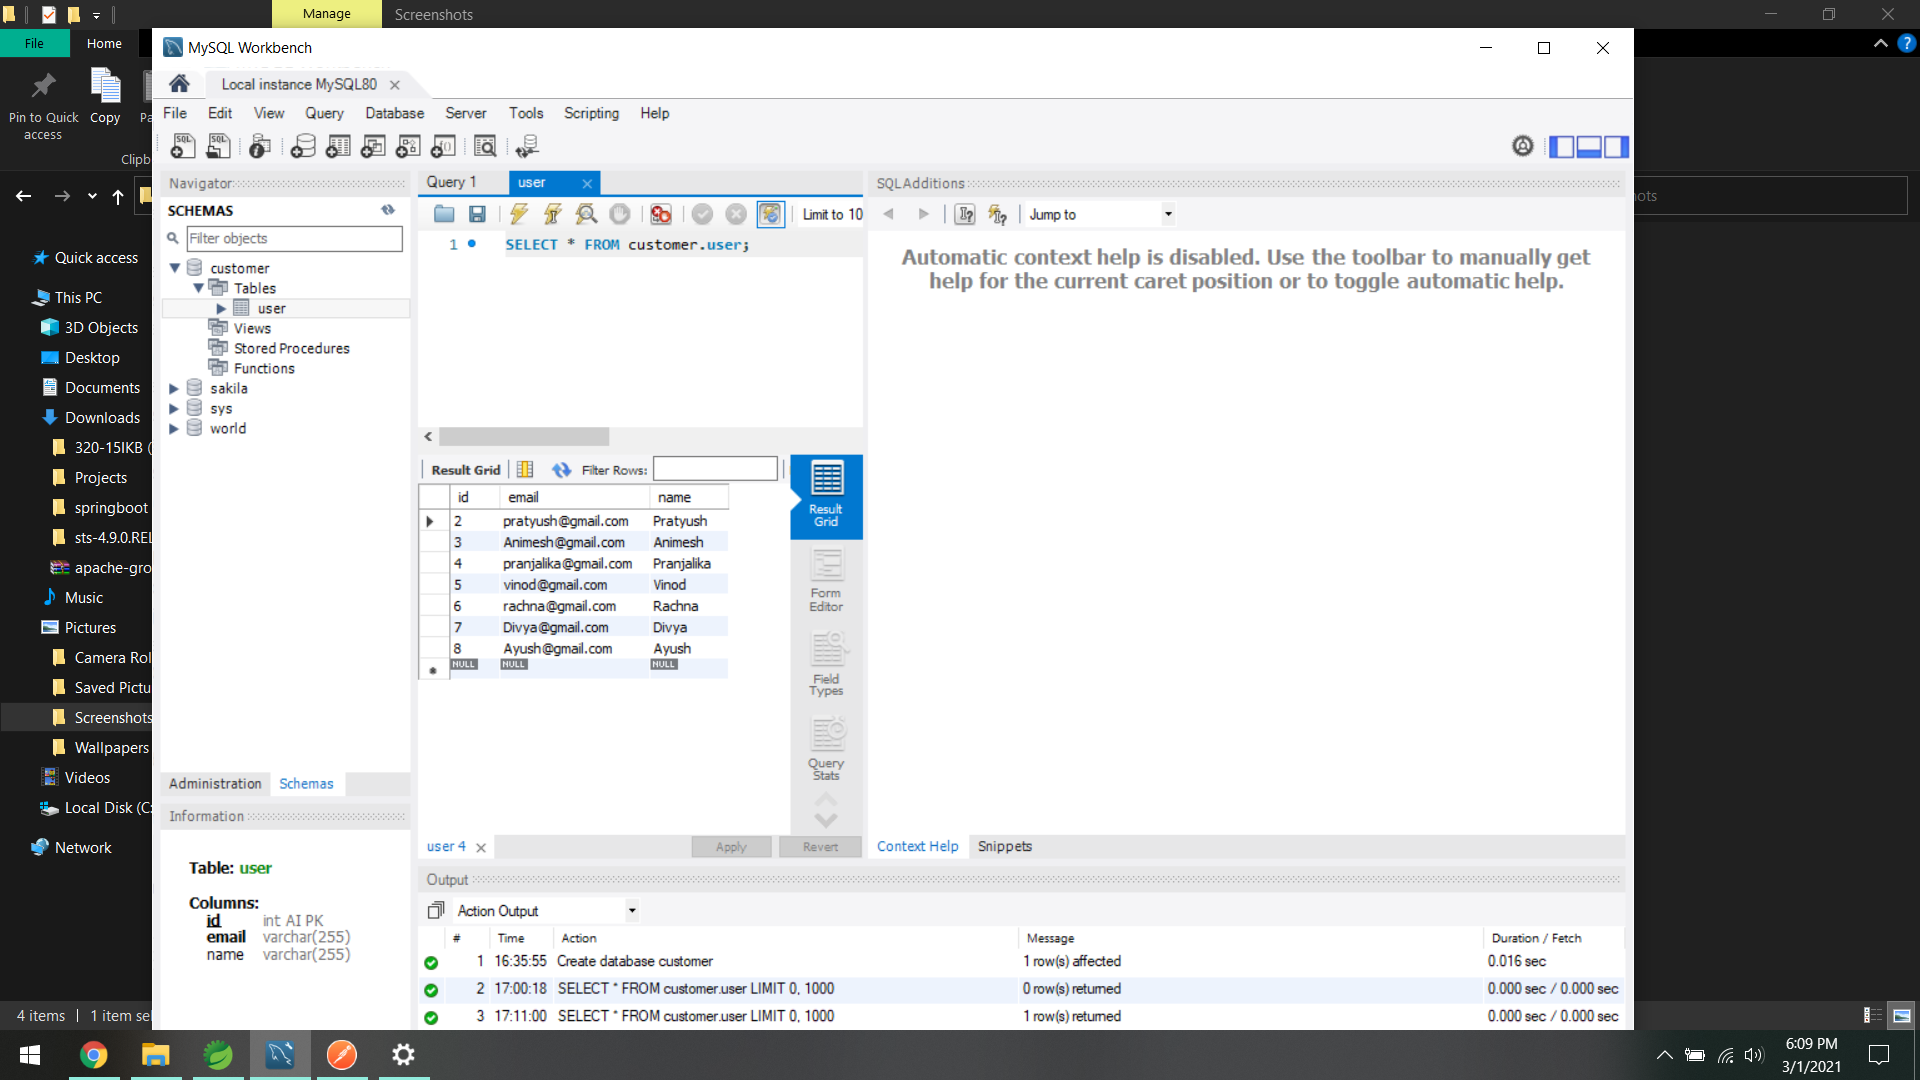 Manage
Screenshots
File
Home
Pin to Quick access
Copy
Clipb
Quick access
This PC
3D Objects
Desktop
Documents
Downloads
320-15IKB (
Projects
springboot
sts-4.9.0.REL
apache-gro
Music
Pictures
Camera Rol
Saved Pictu
Screenshots
Wallpapers
Videos
Local Disk (C:
Network
4 items
1 item sel
MySQL Workbench
Local instance MySQL80
File Edit View Query Database Server Tools Scripting Help
Navigator
SCHEMAS
Filter objects
customer
Tables
user
Views
Stored Procedures
Functions
sakila
sys
world
Administration Schemas
Information
Table: user
Columns:
id int AI PK
email varchar(255)
name varchar(255)
Query 1 user
Limit to 10
1 SELECT * FROM customer.user;
Result Grid Filter Rows:
id email name
2 pratyush@gmail.com Pratyush
3 Animesh@gmail.com Animesh
4 pranjalika@gmail.com Pranjalika
5 vinod@gmail.com Vinod
6 rachna@gmail.com Rachna
7 Divya@gmail.com Divya
8 Ayush@gmail.com Ayush
NULL NULL NULL
Result Grid
Form Editor
Field Types
Query Stats
user 4 Apply Revert
SQLAdditions
Jump to
Automatic context help is disabled. Use the toolbar to manually get
help for the current caret position or to toggle automatic help.
Context Help Snippets
Output
Action Output
# Time Action Message Duration / Fetch
1 16:35:55 Create database customer 1 row(s) affected 0.016 sec
2 17:00:18 SELECT * FROM customer.user LIMIT 0, 1000 0 row(s) returned 0.000 sec / 0.000 sec
3 17:11:00 SELECT * FROM customer.user LIMIT 0, 1000 1 row(s) returned 0.000 sec / 0.000 sec
6:09 PM
3/1/2021